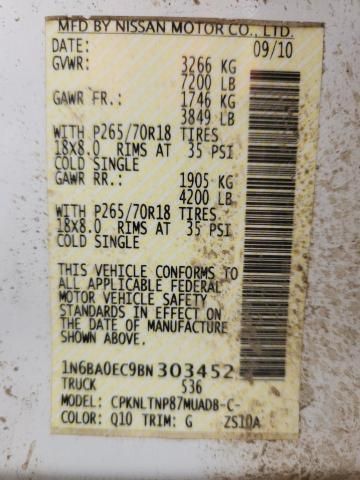 MFD BY NISSAN MOTOR CO., LTD.
DATE: 09/10
GVWR: 3266 KG
7200 LB
GAWR FR.: 1746 KG
3849 LB
WITH P265/70R18 TIRES
18x8.0 RIMS AT 35 PSI
COLD SINGLE
GAWR RR.: 1905 KG
4200 LB
WITH P265/70R18 TIRES
18x8.0 RIMS AT 35 PSI
COLD SINGLE
THIS VEHICLE CONFORMS TO
ALL APPLICABLE FEDERAL
MOTOR VEHICLE SAFETY
STANDARDS IN EFFECT ON
THE DATE OF MANUFACTURE
SHOWN ABOVE.
1N6BA0EC9BN303452
TRUCK 536
MODEL: CPKNLTNP87MUADB-C-
COLOR: Q10 TRIM: G ZS10A